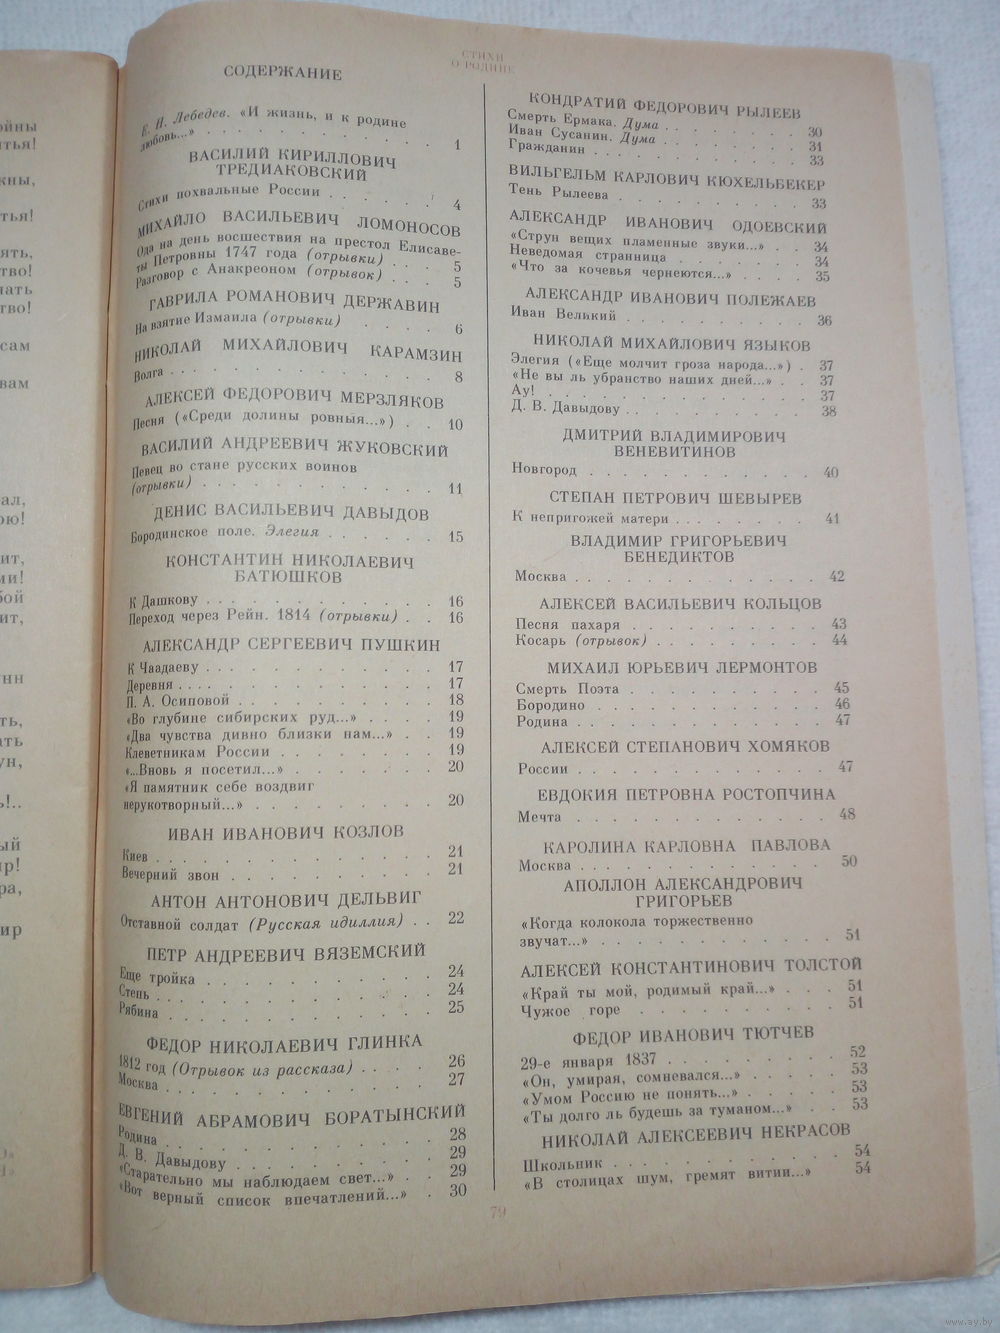 СТИХИ
О РОДИНЕ
СОДЕРЖАНИЕ
Е. Н. Лебедев. «И жизнь, и к родине
любовь...» . . . . . . . . . . 1
ВАСИЛИЙ КИРИЛЛОВИЧ
ТРЕДИАКОВСКИЙ
Стихи похвальные России . . . . . . 4
МИХАЙЛО ВАСИЛЬЕВИЧ ЛОМОНОСОВ
Ода на день восшествия на престол Елисаве-
ты Петровны 1747 года (отрывки) . . . 5
Разговор с Анакреоном (отрывок) . . . 5
ГАВРИЛА РОМАНОВИЧ ДЕРЖАВИН
На взятие Измаила (отрывки) . . . . 6
НИКОЛАЙ МИХАЙЛОВИЧ КАРАМЗИН
Волга . . . . . . . . . . . 8
АЛЕКСЕЙ ФЕДОРОВИЧ МЕРЗЛЯКОВ
Песня («Среди долины ровныя...») . . 10
ВАСИЛИЙ АНДРЕЕВИЧ ЖУКОВСКИЙ
Певец во стане русских воинов
(отрывки) . . . . . . . . . . 11
ДЕНИС ВАСИЛЬЕВИЧ ДАВЫДОВ
Бородинское поле. Элегия . . . . . . 15
КОНСТАНТИН НИКОЛАЕВИЧ
БАТЮШКОВ
К Дашкову . . . . . . . . . . 16
Переход через Рейн. 1814 (отрывки) . . 16
АЛЕКСАНДР СЕРГЕЕВИЧ ПУШКИН
К Чаадаеву . . . . . . . . . . 17
Деревня . . . . . . . . . . . 17
П. А. Осиповой . . . . . . . . . 18
«Во глубине сибирских руд...» . . . . 19
«Два чувства дивно близки нам...» . . 19
Клеветникам России . . . . . . . 19
«...Вновь я посетил...» . . . . . . . 20
«Я памятник себе воздвиг
нерукотворный...» . . . . . . . . 20
ИВАН ИВАНОВИЧ КОЗЛОВ
Киев . . . . . . . . . . . . 21
Вечерний звон . . . . . . . . . 21
АНТОН АНТОНОВИЧ ДЕЛЬВИГ
Отставной солдат (Русская идиллия) . . 22
ПЕТР АНДРЕЕВИЧ ВЯЗЕМСКИЙ
Еще тройка . . . . . . . . . . 24
Степь . . . . . . . . . . . . 24
Рябина . . . . . . . . . . . 25
ФЕДОР НИКОЛАЕВИЧ ГЛИНКА
1812 год (Отрывок из рассказа) . . . . 26
Москва . . . . . . . . . . . 27
ЕВГЕНИЙ АБРАМОВИЧ БОРАТЫНСКИЙ
Родина . . . . . . . . . . . 28
Д. В. Давыдову . . . . . . . . . 29
«Старательно мы наблюдаем свет...» . . 29
«Вот верный список впечатлений...» . 30
КОНДРАТИЙ ФЕДОРОВИЧ РЫЛЕЕВ
Смерть Ермака. Дума . . . . . . . 30
Иван Сусанин. Дума . . . . . . . 31
Гражданин . . . . . . . . . . 33
ВИЛЬГЕЛЬМ КАРЛОВИЧ КЮХЕЛЬБЕКЕР
Тень Рылеева . . . . . . . . . 33
АЛЕКСАНДР ИВАНОВИЧ ОДОЕВСКИЙ
«Струн вещих пламенные звуки...» . . 34
Неведомая странница . . . . . . . 34
«Что за кочевья чернеются...» . . . . 35
АЛЕКСАНДР ИВАНОВИЧ ПОЛЕЖАЕВ
Иван Великий . . . . . . . . . 36
НИКОЛАЙ МИХАЙЛОВИЧ ЯЗЫКОВ
Элегия («Еще молчит гроза народа...») . 37
«Не вы ль убранство наших дней...» . . 37
Ау! . . . . . . . . . . . . 37
Д. В. Давыдову . . . . . . . . . 38
ДМИТРИЙ ВЛАДИМИРОВИЧ
ВЕНЕВИТИНОВ
Новгород . . . . . . . . . . 40
СТЕПАН ПЕТРОВИЧ ШЕВЫРЕВ
К непригожей матери . . . . . . . 41
ВЛАДИМИР ГРИГОРЬЕВИЧ
БЕНЕДИКТОВ
Москва . . . . . . . . . . . 42
АЛЕКСЕЙ ВАСИЛЬЕВИЧ КОЛЬЦОВ
Песня пахаря . . . . . . . . . 43
Косарь (отрывок) . . . . . . . . 44
МИХАИЛ ЮРЬЕВИЧ ЛЕРМОНТОВ
Смерть Поэта . . . . . . . . . 45
Бородино . . . . . . . . . . 46
Родина . . . . . . . . . . . 47
АЛЕКСЕЙ СТЕПАНОВИЧ ХОМЯКОВ
России . . . . . . . . . . . 47
ЕВДОКИЯ ПЕТРОВНА РОСТОПЧИНА
Мечта . . . . . . . . . . . 48
КАРОЛИНА КАРЛОВНА ПАВЛОВА
Москва . . . . . . . . . . . 50
АПОЛЛОН АЛЕКСАНДРОВИЧ
ГРИГОРЬЕВ
«Когда колокола торжественно
звучат...» . . . . . . . . . . . 51
АЛЕКСЕЙ КОНСТАНТИНОВИЧ ТОЛСТОЙ
«Край ты мой, родимый край...» . . . 51
Чужое горе . . . . . . . . . . 51
ФЕДОР ИВАНОВИЧ ТЮТЧЕВ
29-е января 1837 . . . . . . . . 52
«Он, умирая, сомневался...» . . . . . 53
«Умом Россию не понять...» . . . . . 53
«Ты долго ль будешь за туманом...» . . 53
НИКОЛАЙ АЛЕКСЕЕВИЧ НЕКРАСОВ
Школьник . . . . . . . . . . 54
«В столицах шум, гремят витии...» 54
79
www.ay.by